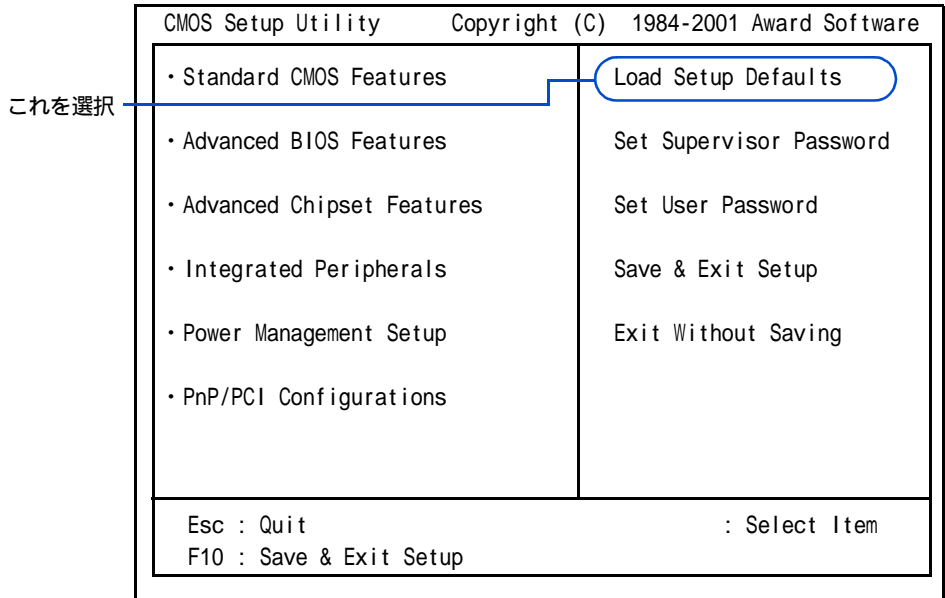 CMOS Setup Utility Copyright (C) 1984-2001 Award Software
・Standard CMOS Features
・Advanced BIOS Features
・Advanced Chipset Features
・Integrated Peripherals
・Power Management Setup
・PnP/PCI Configurations
これを選択
Load Setup Defaults
Set Supervisor Password
Set User Password
Save & Exit Setup
Exit Without Saving
Esc : Quit : Select Item
F10 : Save & Exit Setup